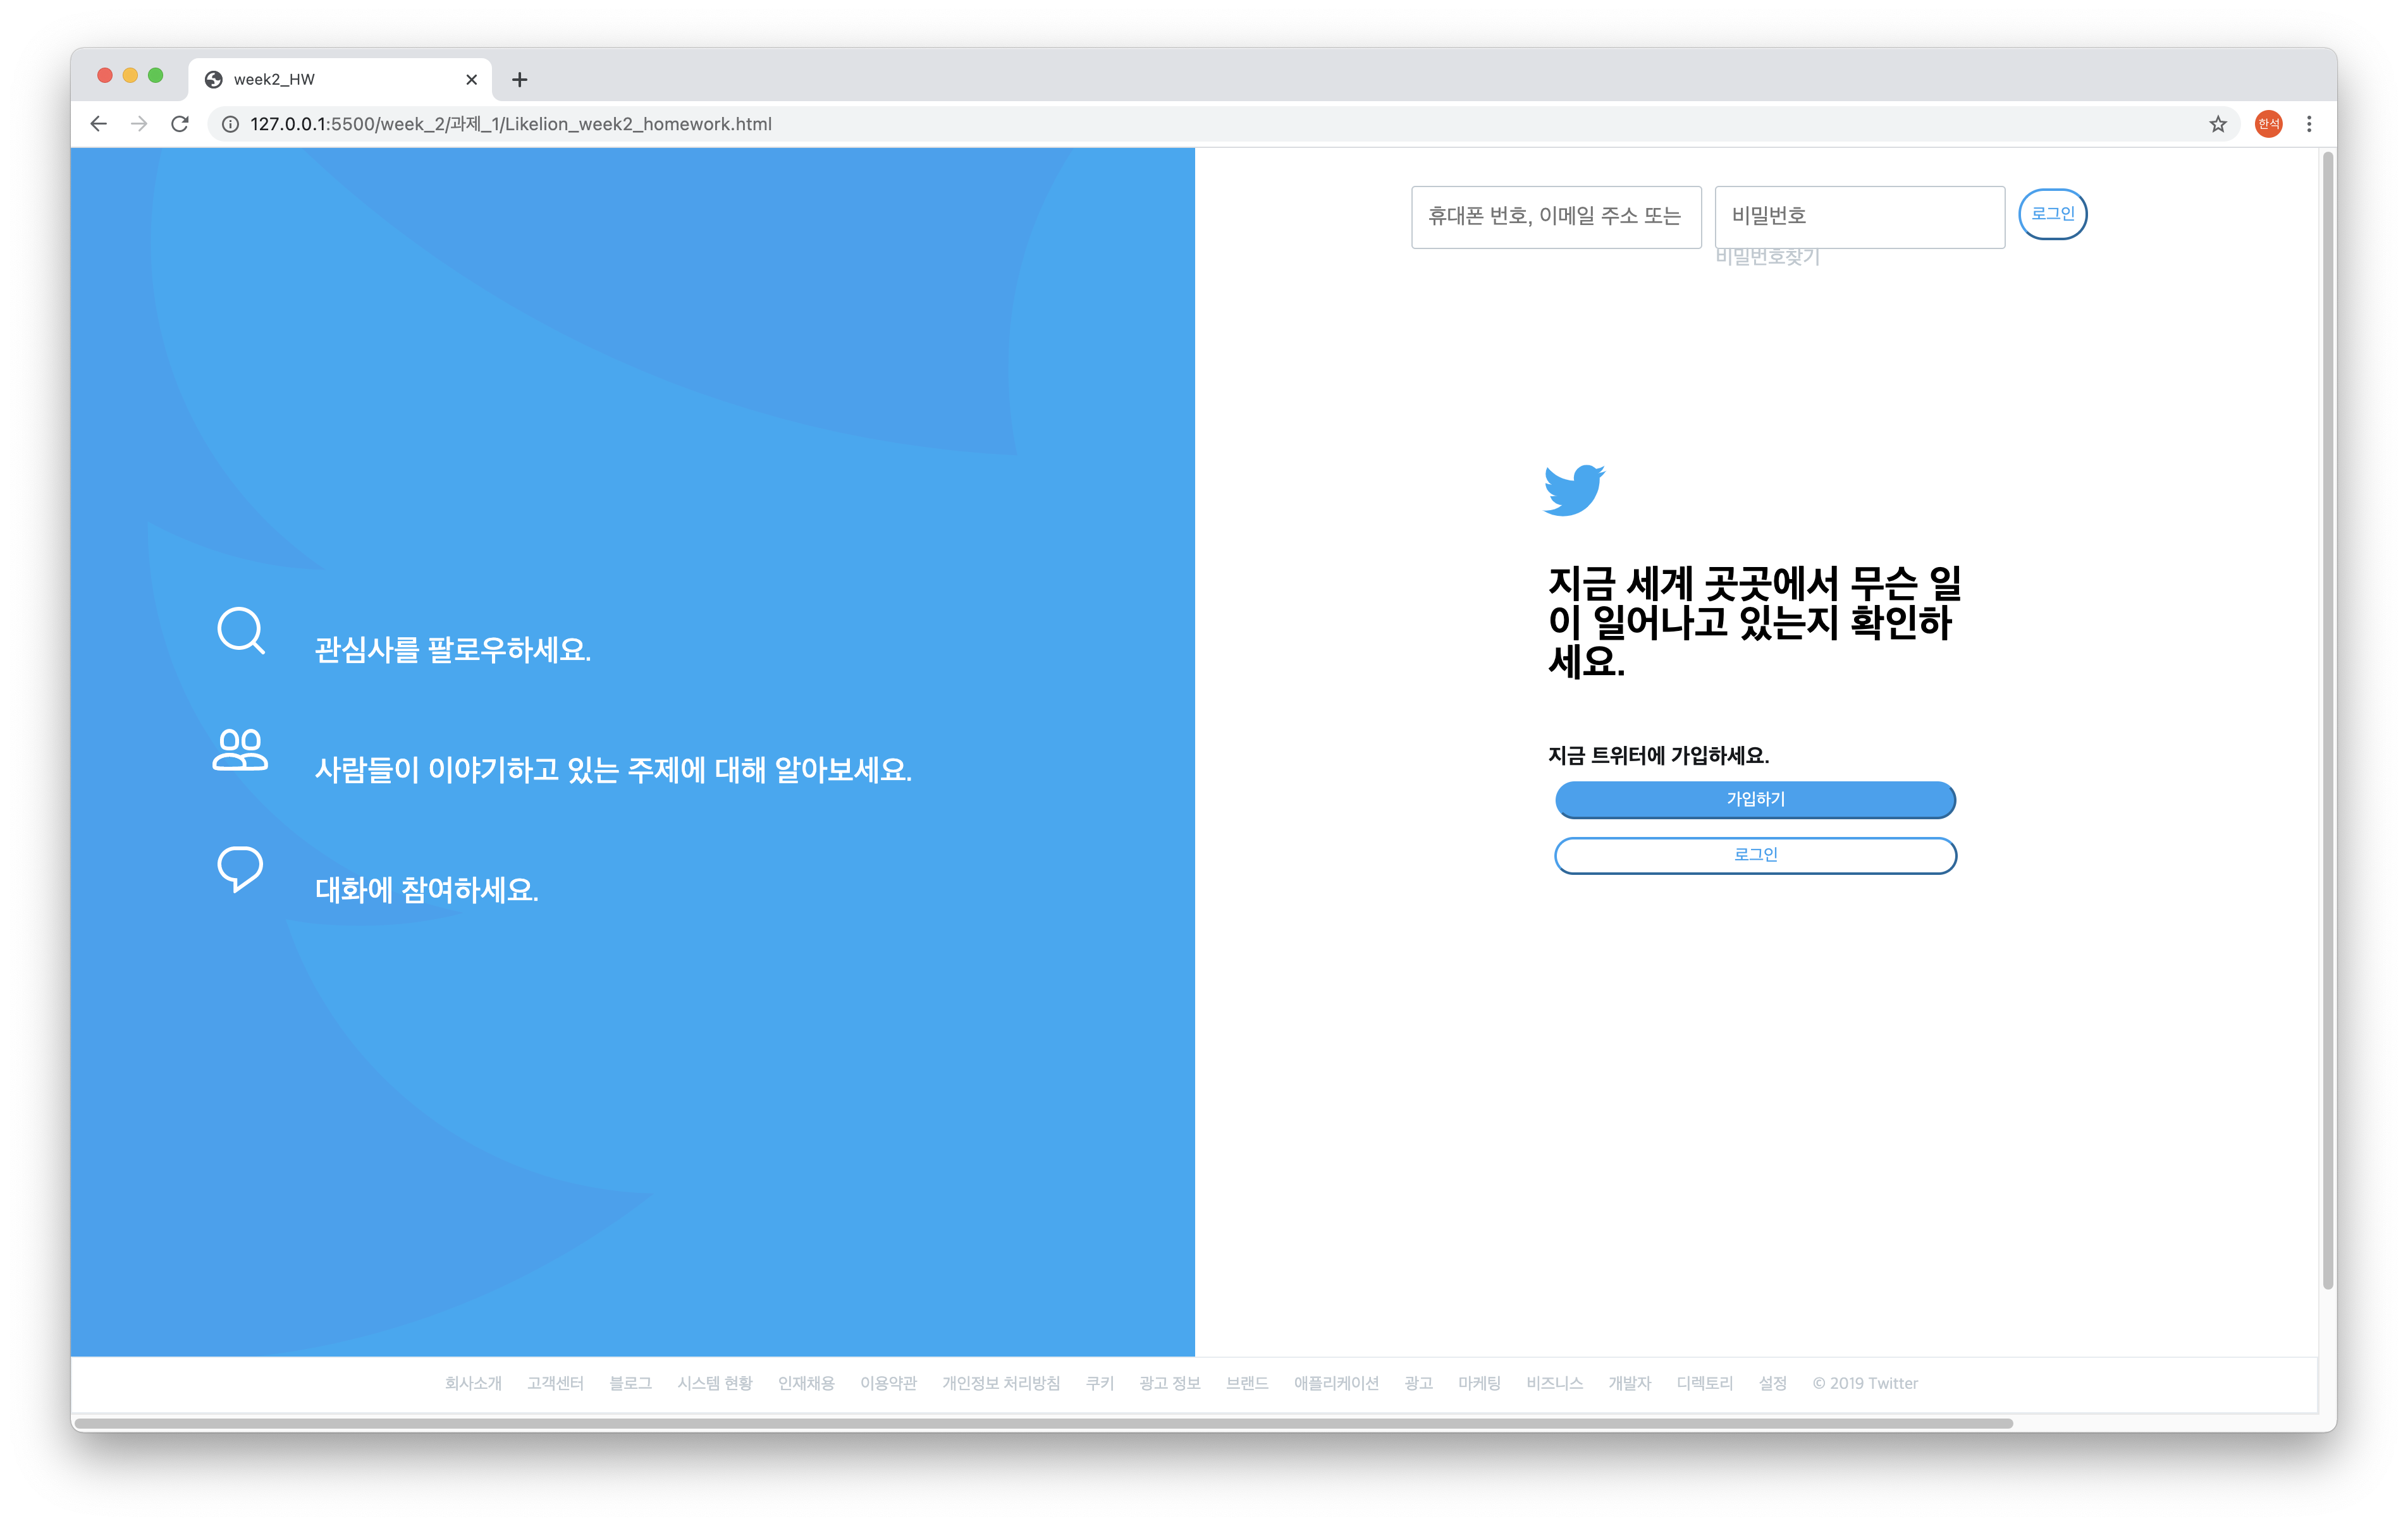 week2_HW
127.0.0.1:5500/week_2/과제_1/Likelion_week2_homework.html
한석
휴대폰 번호, 이메일 주소 또는
비밀번호
로그인
비밀번호찾기
관심사를 팔로우하세요.
사람들이 이야기하고 있는 주제에 대해 알아보세요.
대화에 참여하세요.
지금 세계 곳곳에서 무슨 일
이 일어나고 있는지 확인하
세요.
지금 트위터에 가입하세요.
가입하기
로그인
회사소개 고객센터 블로그 시스템 현황 인재채용 이용약관 개인정보 처리방침 쿠키 광고 정보 브랜드 애플리케이션 광고 마케팅 비즈니스 개발자 디렉토리 설정 © 2019 Twitter